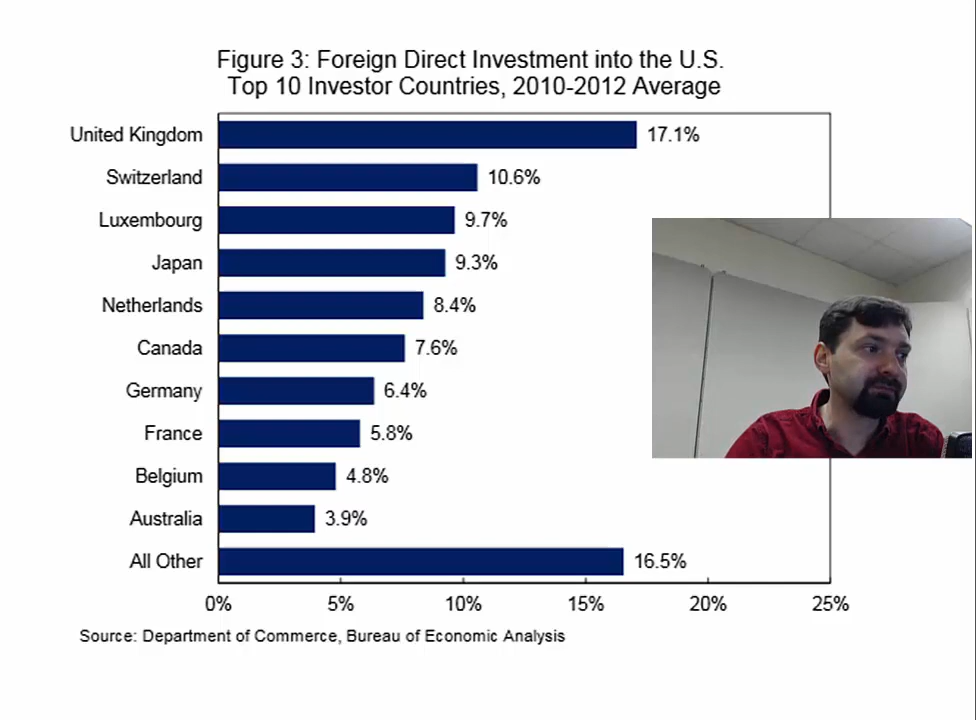 Figure 3: Foreign Direct Investment into the U.S.
Top 10 Investor Countries, 2010-2012 Average
United Kingdom 17.1%
Switzerland 10.6%
Luxembourg 9.7%
Japan 9.3%
Netherlands 8.4%
Canada 7.6%
Germany 6.4%
France 5.8%
Belgium 4.8%
Australia 3.9%
All Other 16.5%
0% 5% 10% 15% 20% 25%
Source: Department of Commerce, Bureau of Economic Analysis